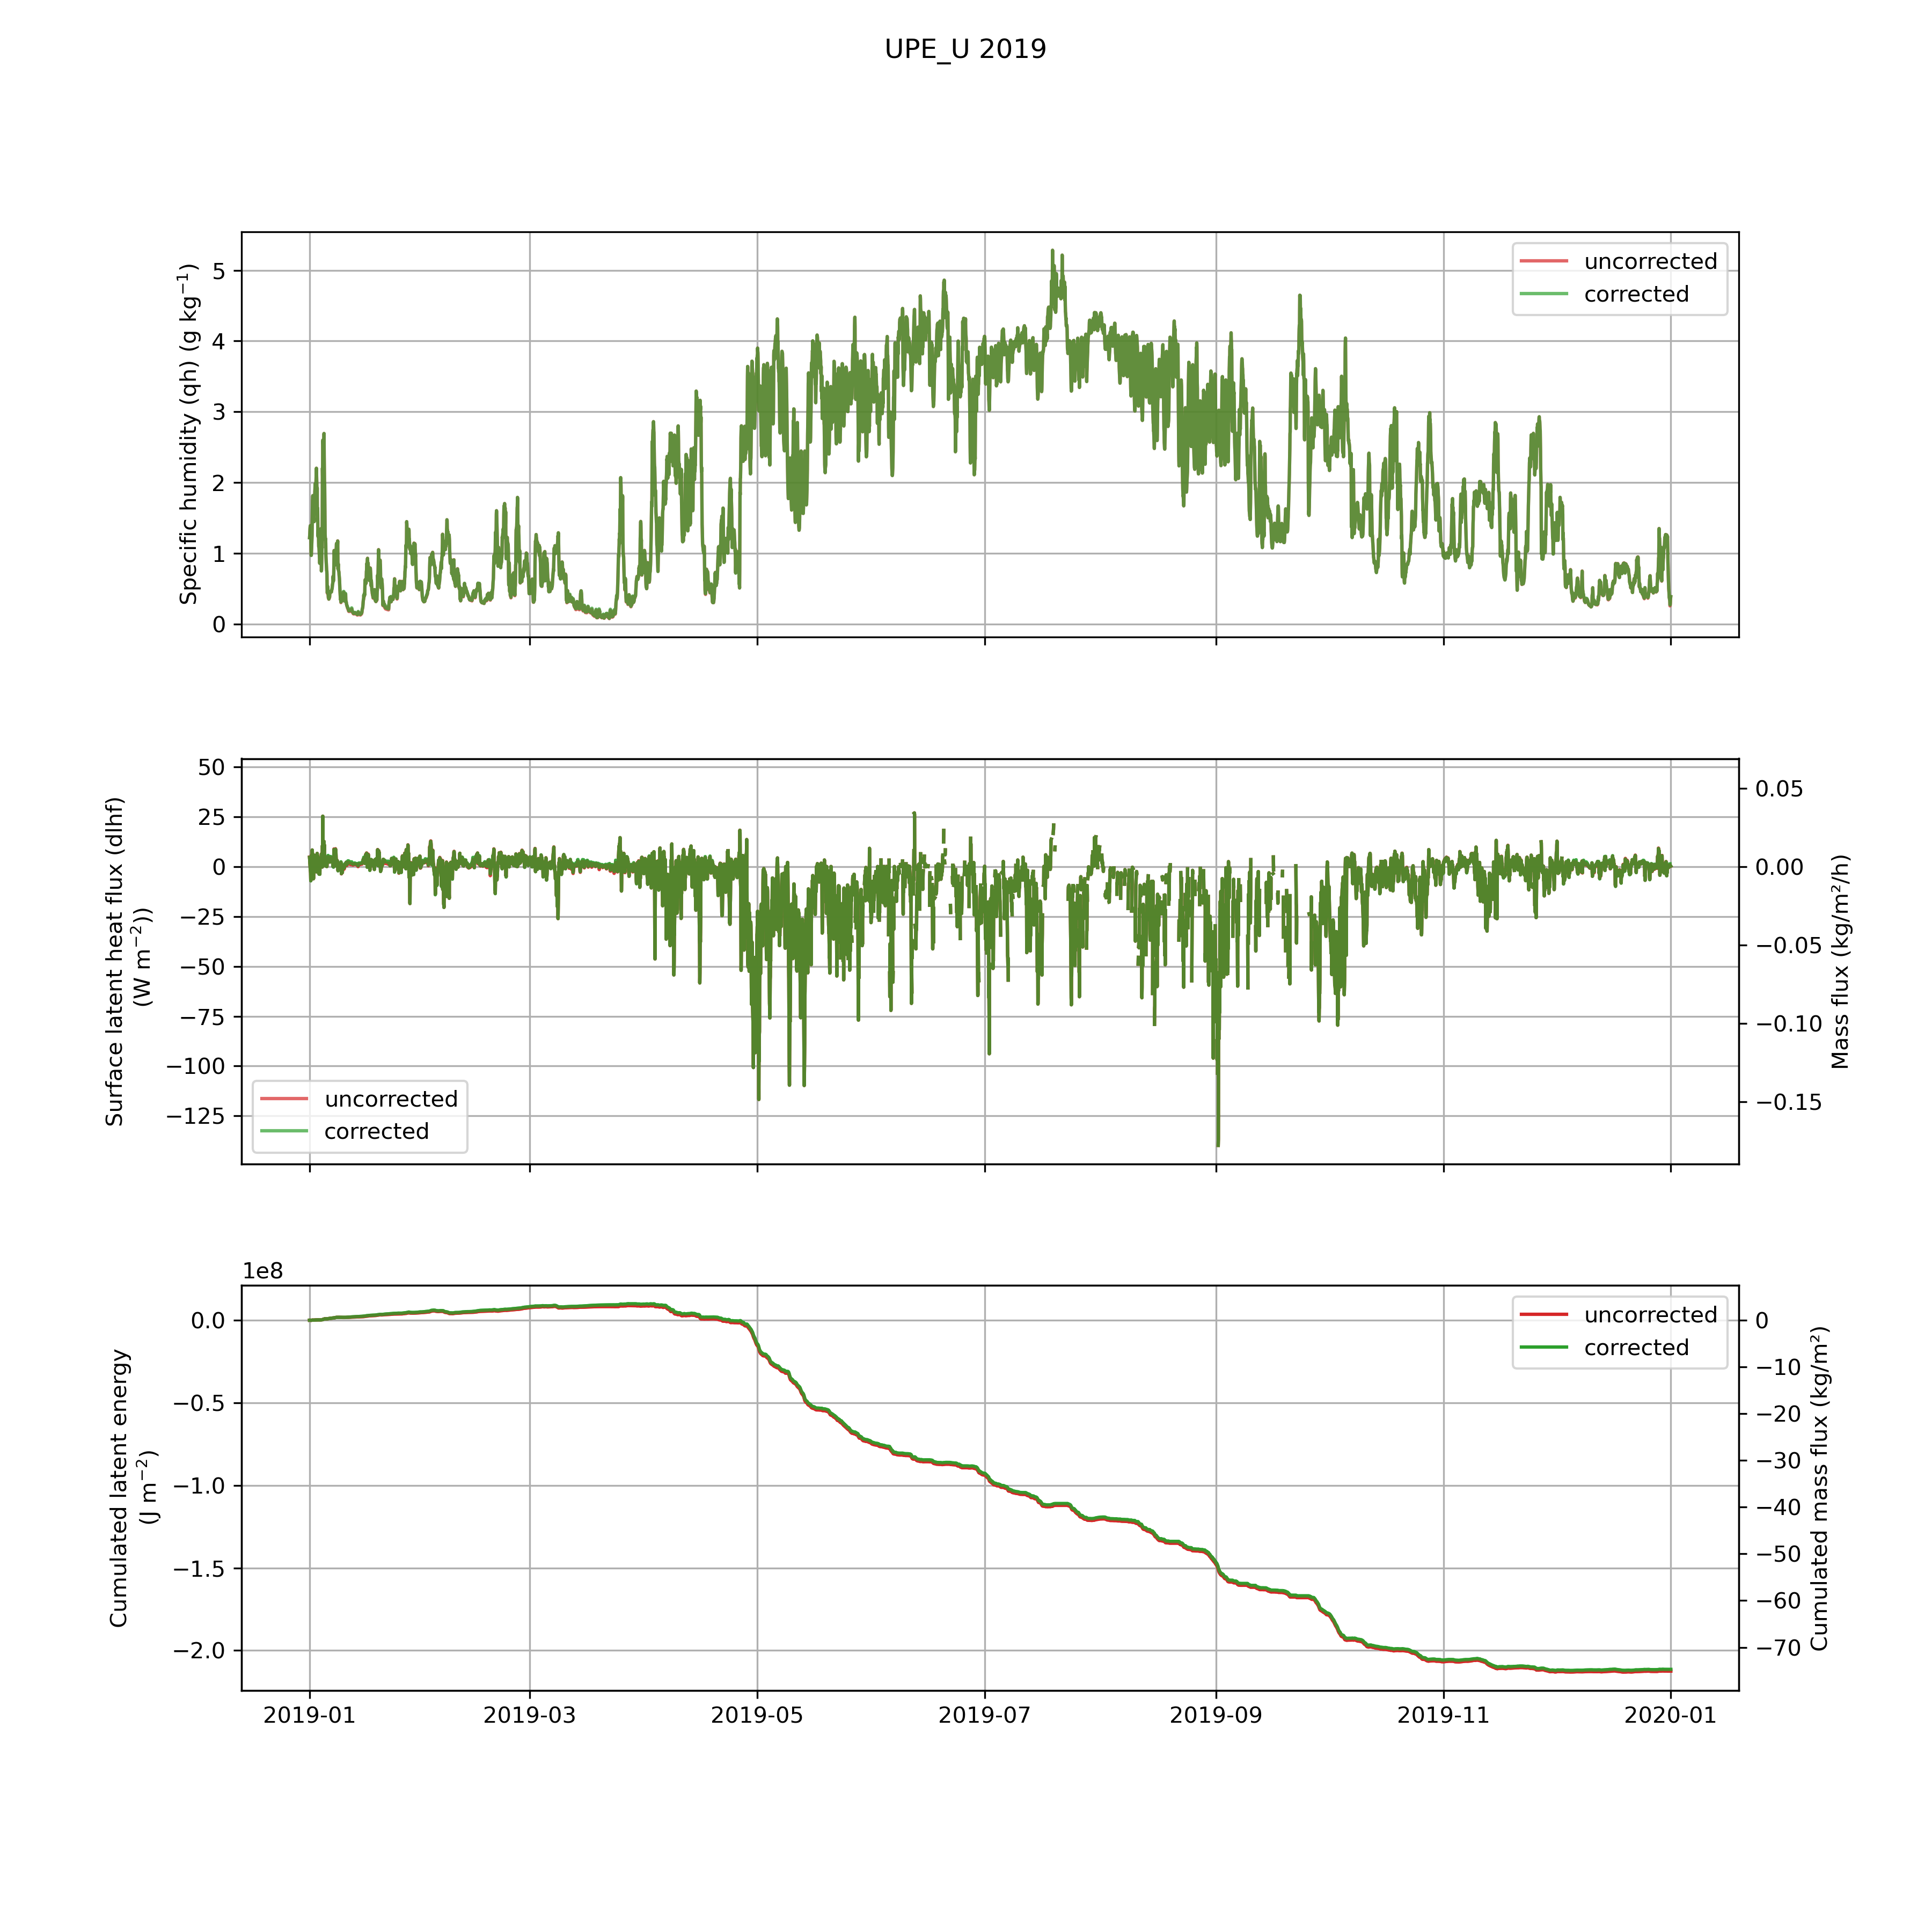 UPE_U 2019
Specific humidity (qh) (g kg⁻¹)
5
4
3
2
1
0
uncorrected
corrected
Surface latent heat flux (dlhf)
(W m⁻²))
50
25
0
−25
−50
−75
−100
−125
uncorrected
corrected
0.05
0.00
−0.05
−0.10
−0.15
Mass flux (kg/m²/h)
1e8
Cumulated latent energy
(J m⁻²)
0.0
−0.5
−1.0
−1.5
−2.0
uncorrected
corrected
0
−10
−20
−30
−40
−50
−60
−70
Cumulated mass flux (kg/m²)
2019-01
2019-03
2019-05
2019-07
2019-09
2019-11
2020-01